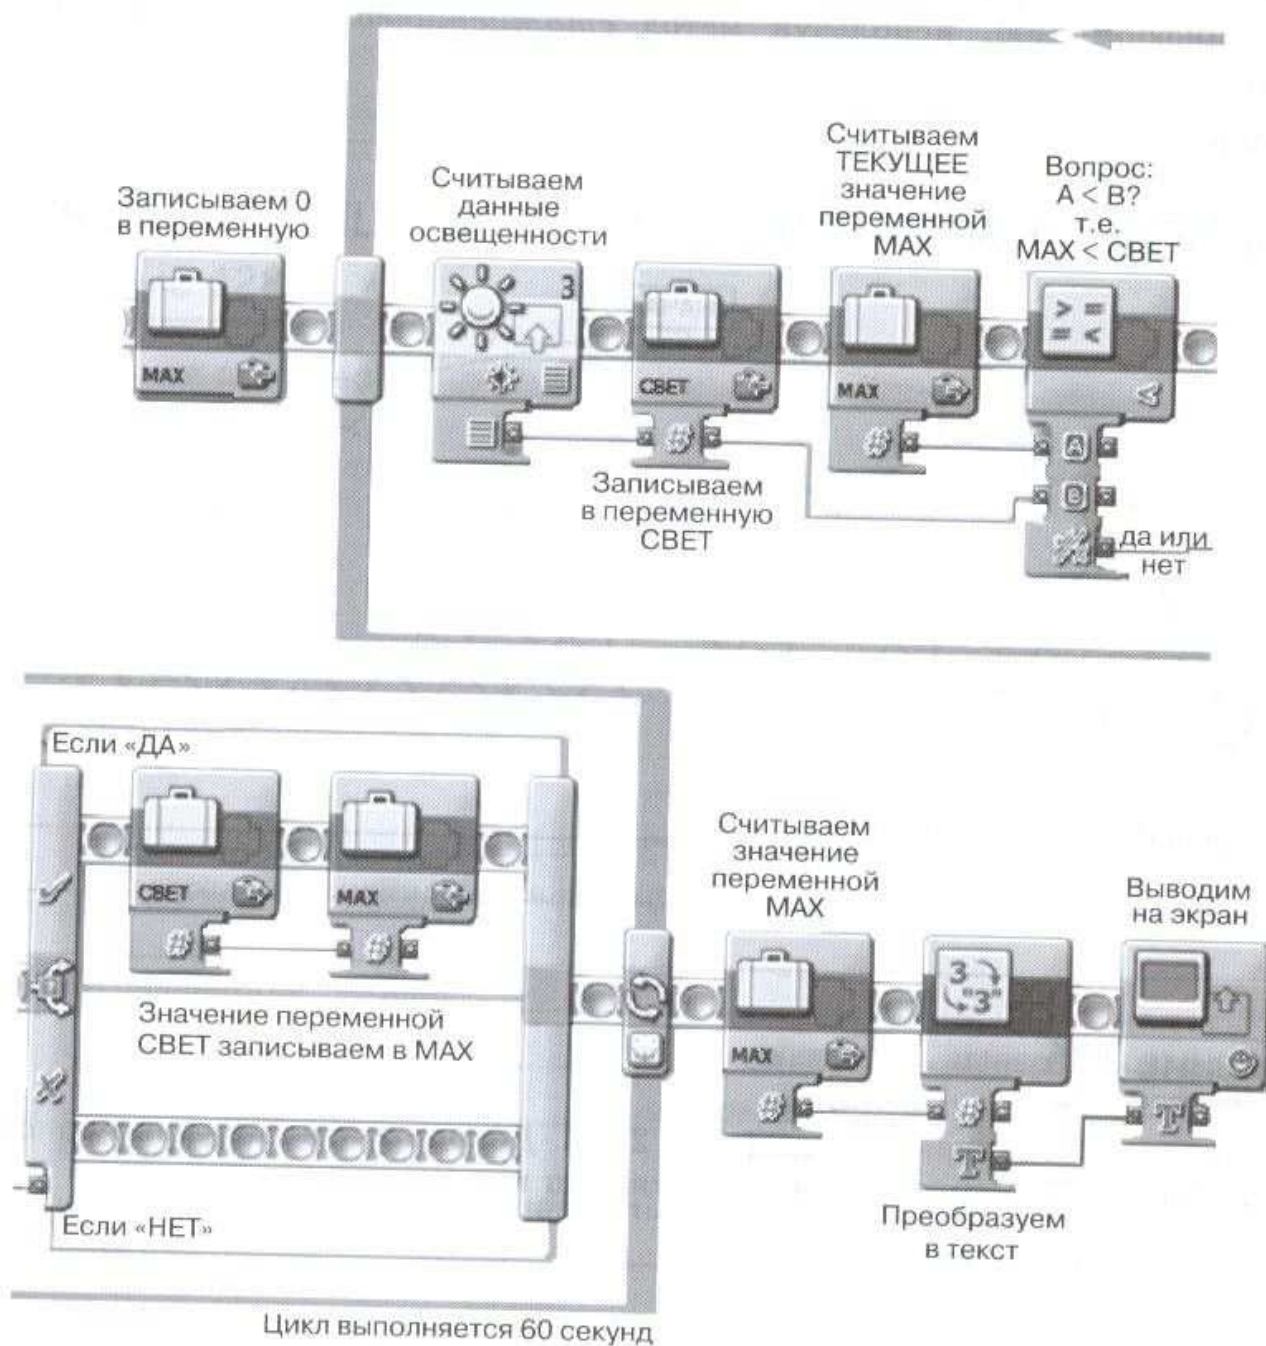 Записываем 0
в переменную
MAX
Считываем
данные
освещенности
3
СВЕТ
Записываем
в переменную
СВЕТ
Считываем
ТЕКУЩЕЕ
значение
переменной
MAX
MAX
Вопрос:
A < B?
т.е.
MAX < СВЕТ
> =
= <
<
A
B
да или
нет
Если «ДА»
СВЕТ
MAX
Значение переменной
СВЕТ записываем в MAX
Если «НЕТ»
Цикл выполняется 60 секунд
Считываем
значение
переменной
MAX
MAX
3
"3"
T
Преобразуем
в текст
Выводим
на экран
T